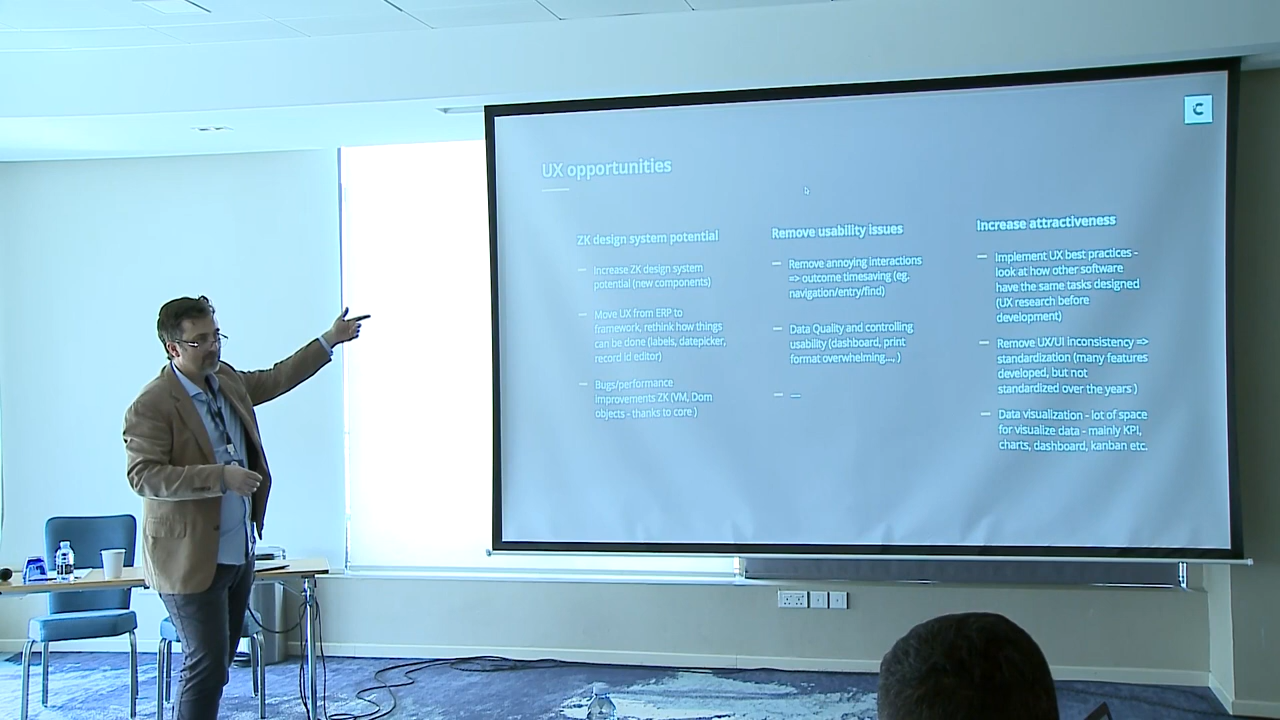 C
UX opportunities
ZK design system potential
— Increase ZK design system
potential (new components)
— Move UX from ERP to
framework, rethink how things
can be done (labels, datepicker,
record id editor)
— Bugs/performance
improvements ZK (VM, Dom
objects - thanks to core )
Remove usability issues
— Remove annoying interactions
=> outcome timesaving (eg.
navigation/entry/find)
— Data Quality and controlling
usability (dashboard, print
format overwhelming..., )
— —
Increase attractiveness
— Implement UX best practices -
look at how other software
have the same tasks designed
(UX research before
development)
— Remove UX/UI inconsistency =>
standardization (many features
developed, but not
standardized over the years )
— Data visualization - lot of space
for visualize data - mainly KPI,
charts, dashboard, kanban etc.